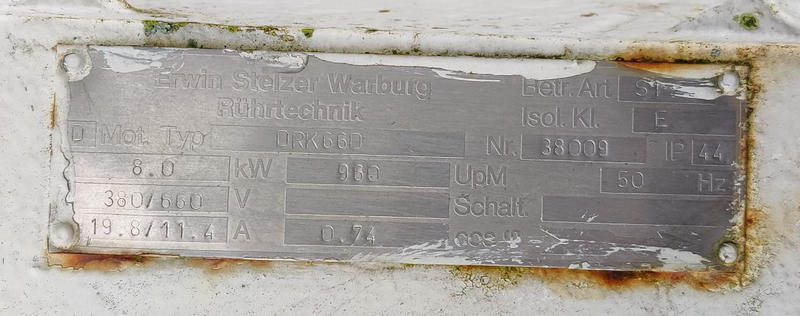 Erwin Stelzer Warburg Betr. Art S1
Rührtechnik Isol. Kl. E
D Mot. Typ DRK66D Nr. 38009 IP 44
8.0 kW 960 UpM 50 Hz
380/660 V Schalt.
19.8/11.4 A 0.74 cos φ